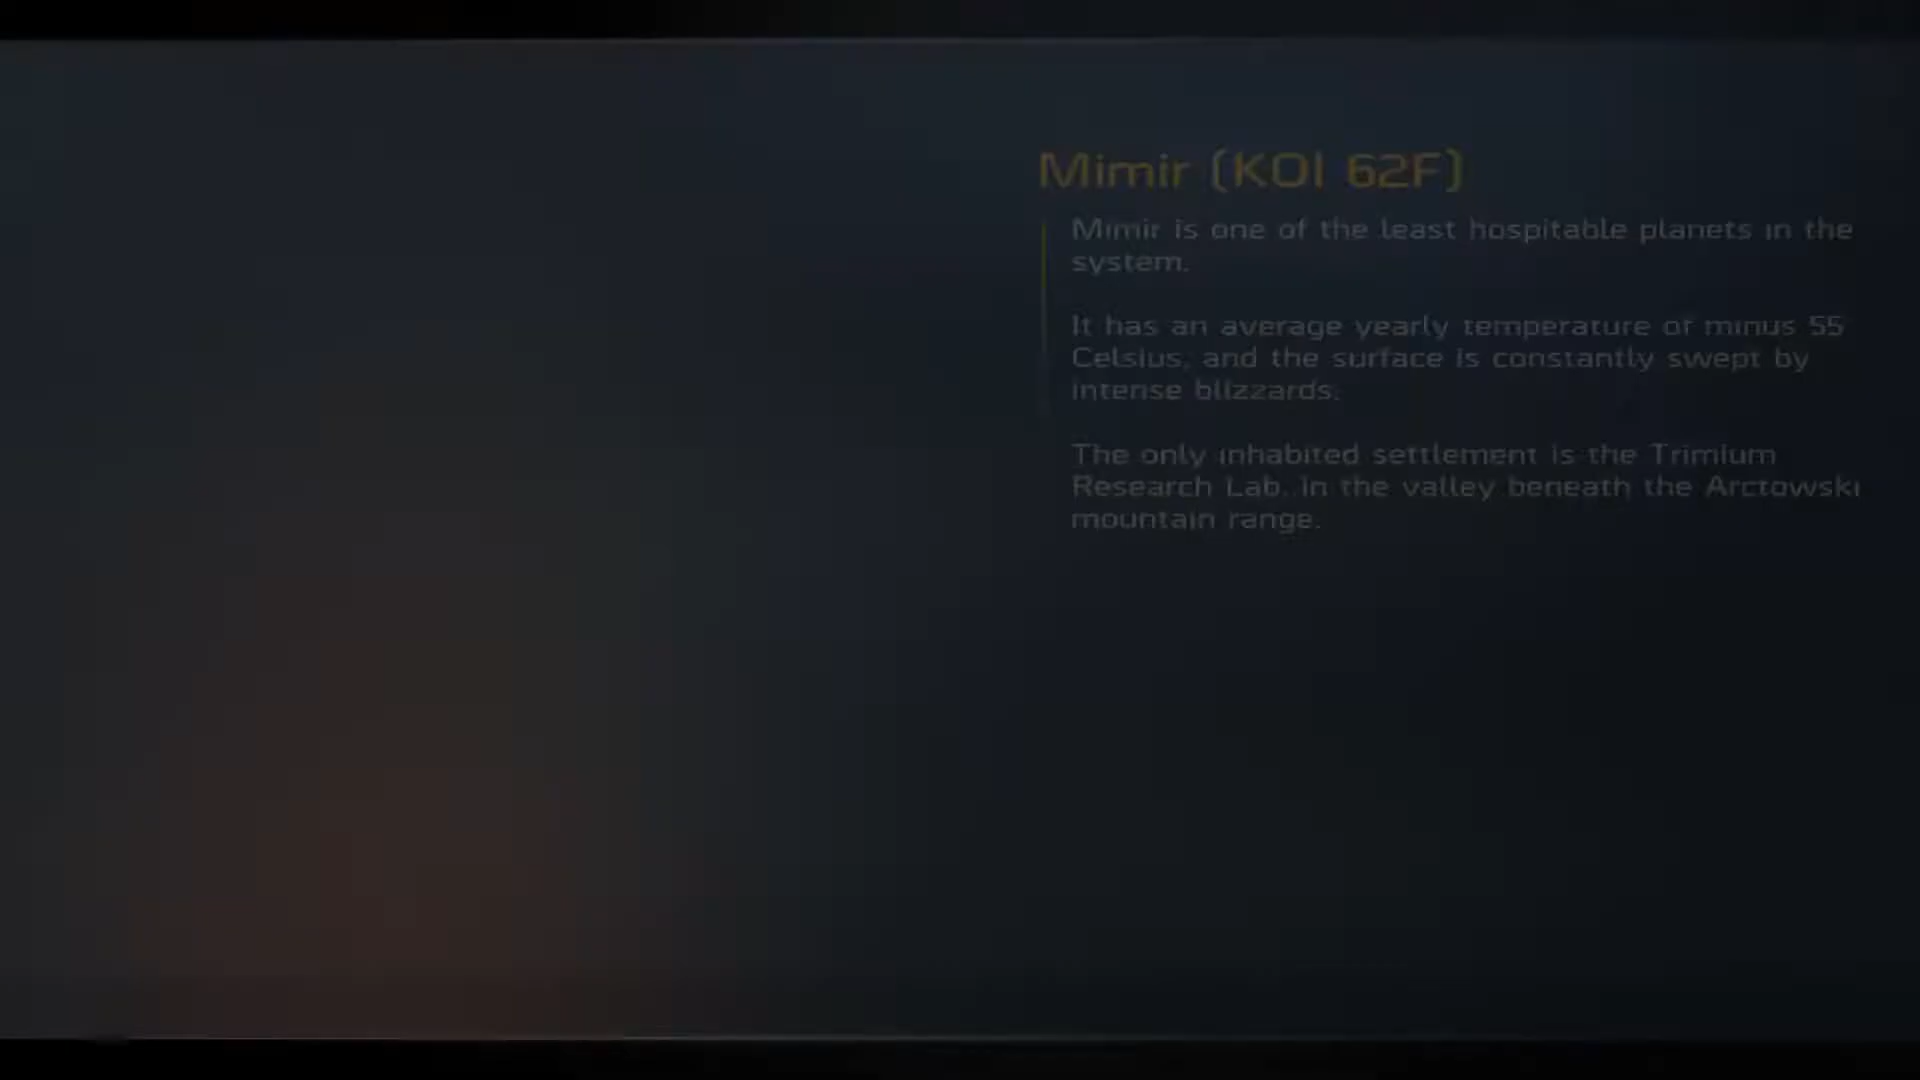 Mimir (KOI 62F)
Mimir is one of the least hospitable planets in the
system.
It has an average yearly temperature of minus 55
Celsius, and the surface is constantly swept by
intense blizzards.
The only inhabited settlement is the Trimium
Research Lab. In the valley beneath the Arctowski
mountain range.